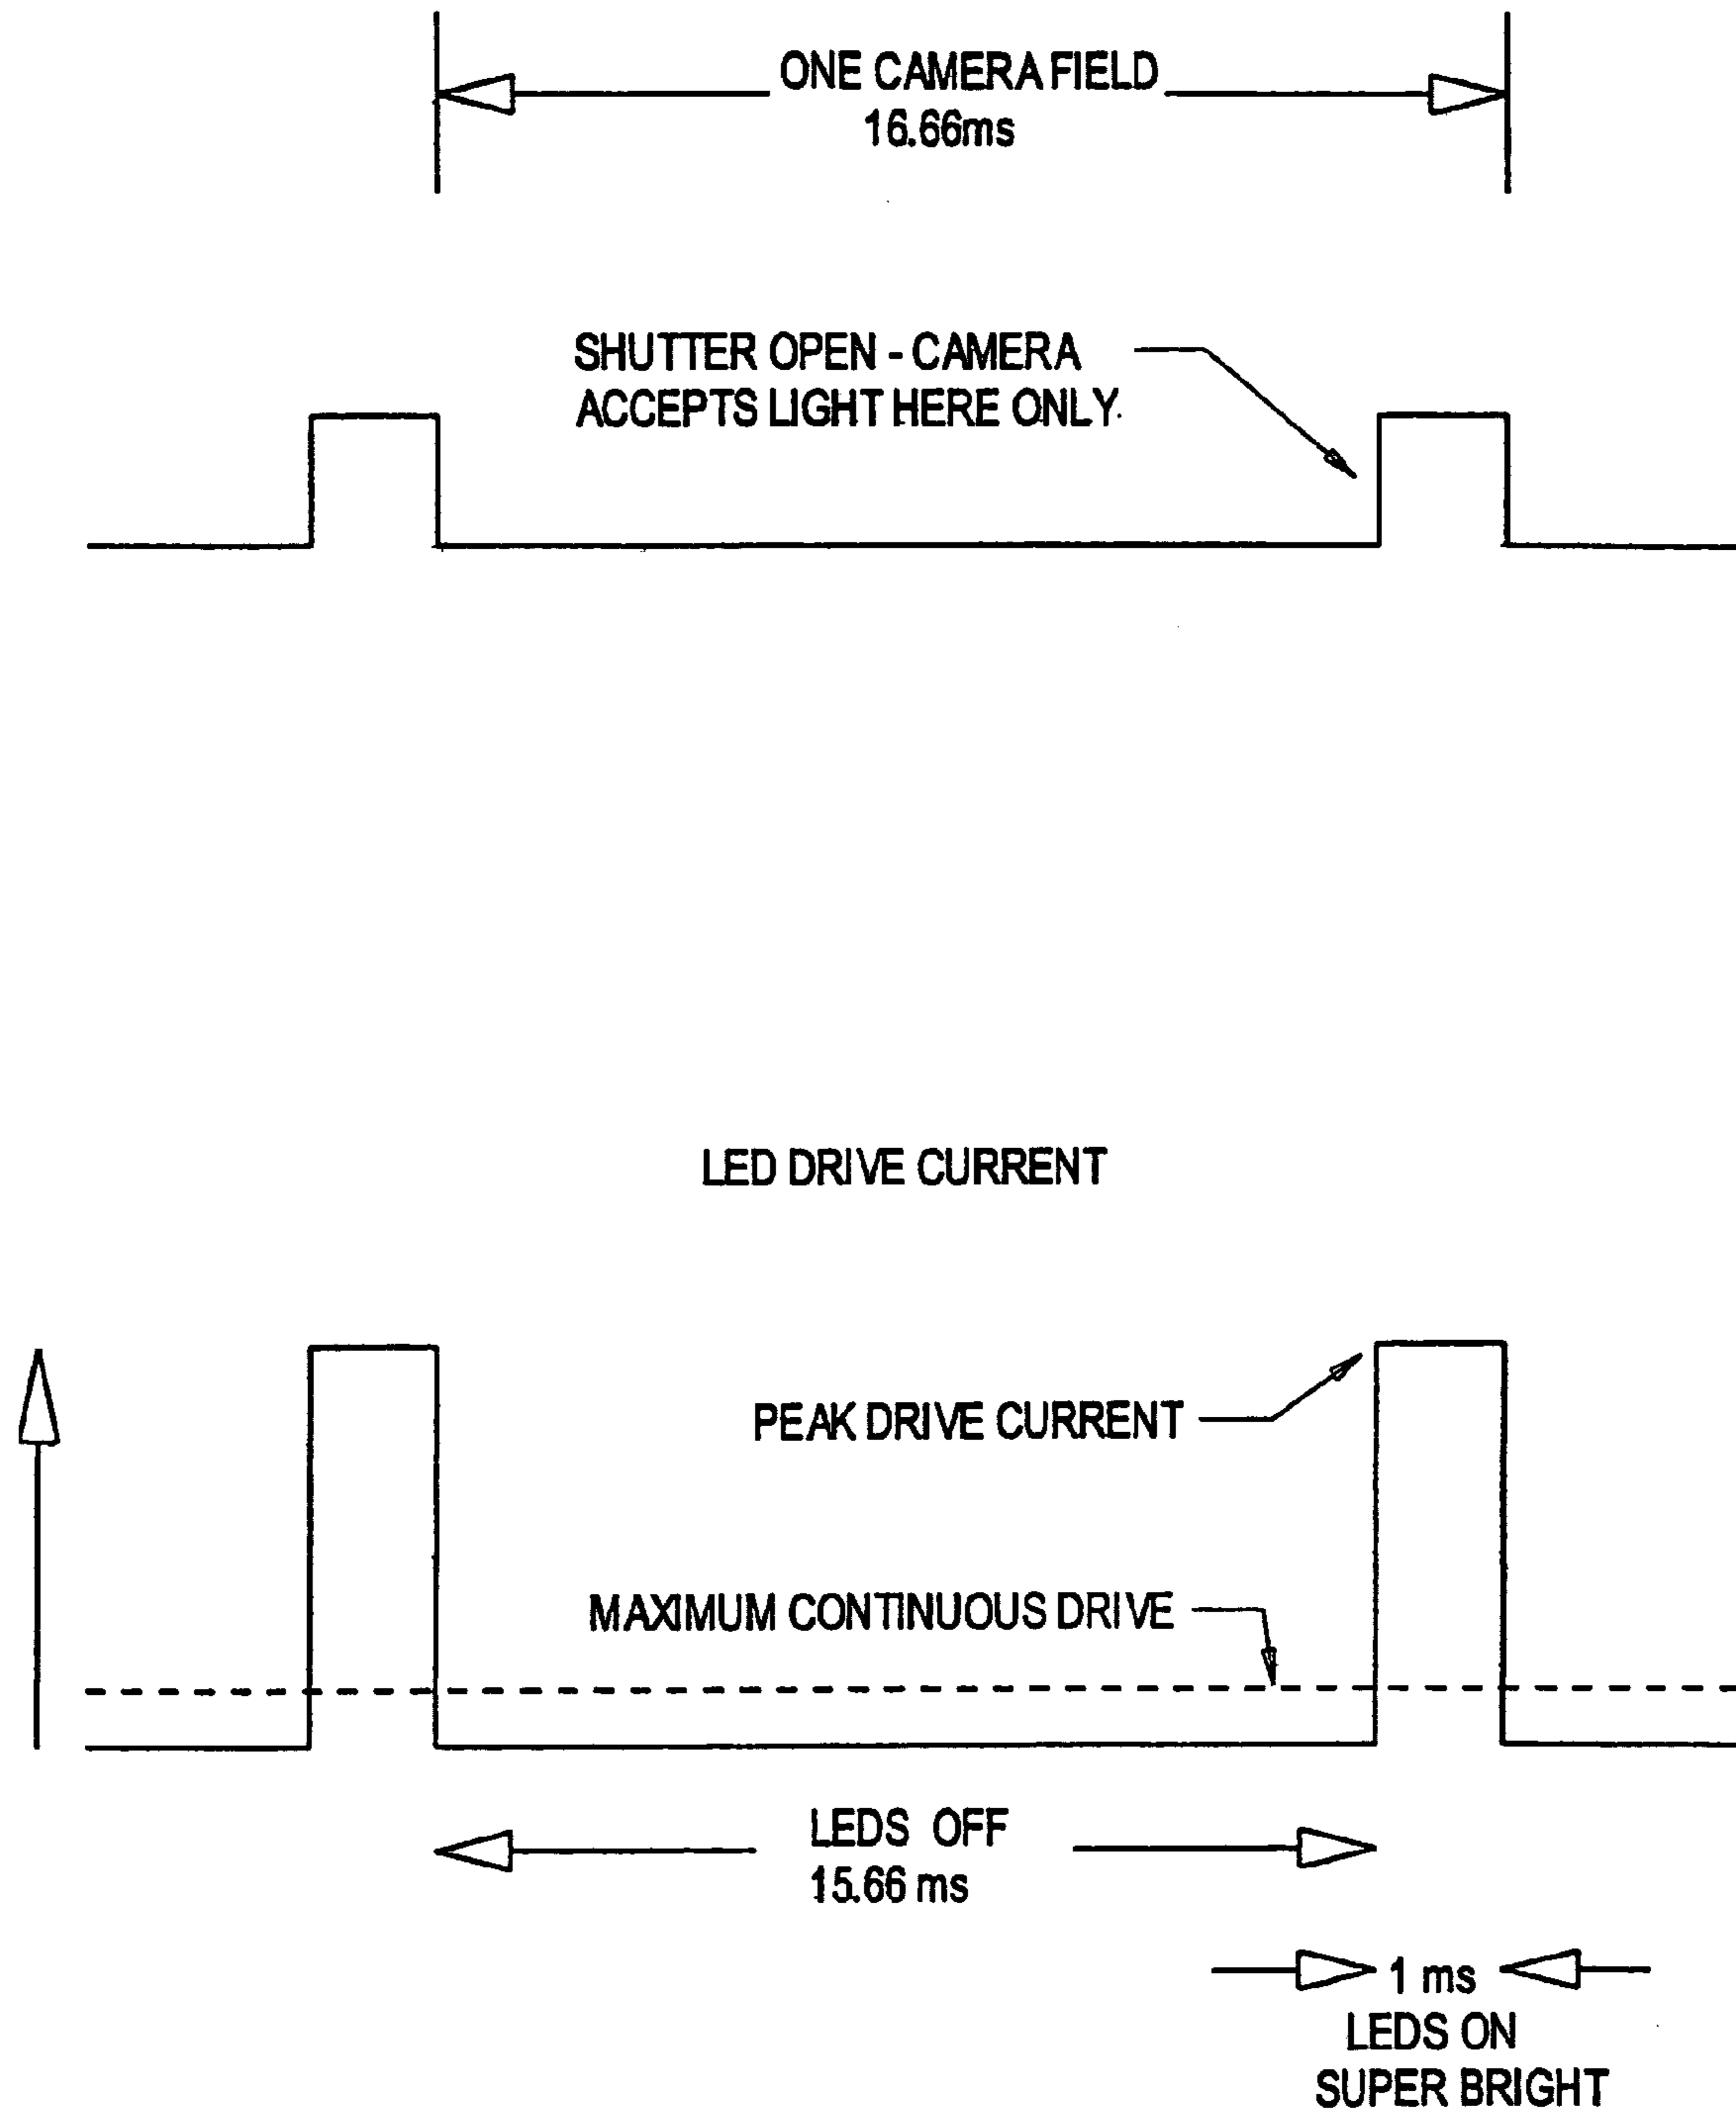 ONE CAMERA FIELD
16.66ms
SHUTTER OPEN - CAMERA
ACCEPTS LIGHT HERE ONLY.
LED DRIVE CURRENT
PEAK DRIVE CURRENT
MAXIMUM CONTINUOUS DRIVE
LEDS OFF
15.66 ms
1 ms
LEDS ON
SUPER BRIGHT